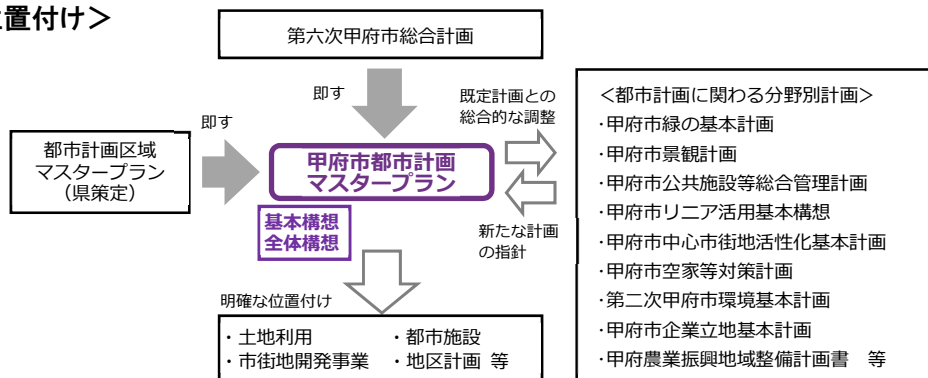 置付け＞
第六次甲府市総合計画
即す
既定計画との
総合的な調整
即す
都市計画区域
マスタープラン
（県策定）
甲府市都市計画
マスタープラン
基本構想
全体構想
新たな計画
の指針
明確な位置付け
・土地利用 ・都市施設
・市街地開発事業 ・地区計画 等
＜都市計画に関わる分野別計画＞
･甲府市緑の基本計画
･甲府市景観計画
･甲府市公共施設等総合管理計画
･甲府市リニア活用基本構想
･甲府市中心市街地活性化基本計画
･甲府市空家等対策計画
･第二次甲府市環境基本計画
･甲府市企業立地基本計画
･甲府農業振興地域整備計画書　等